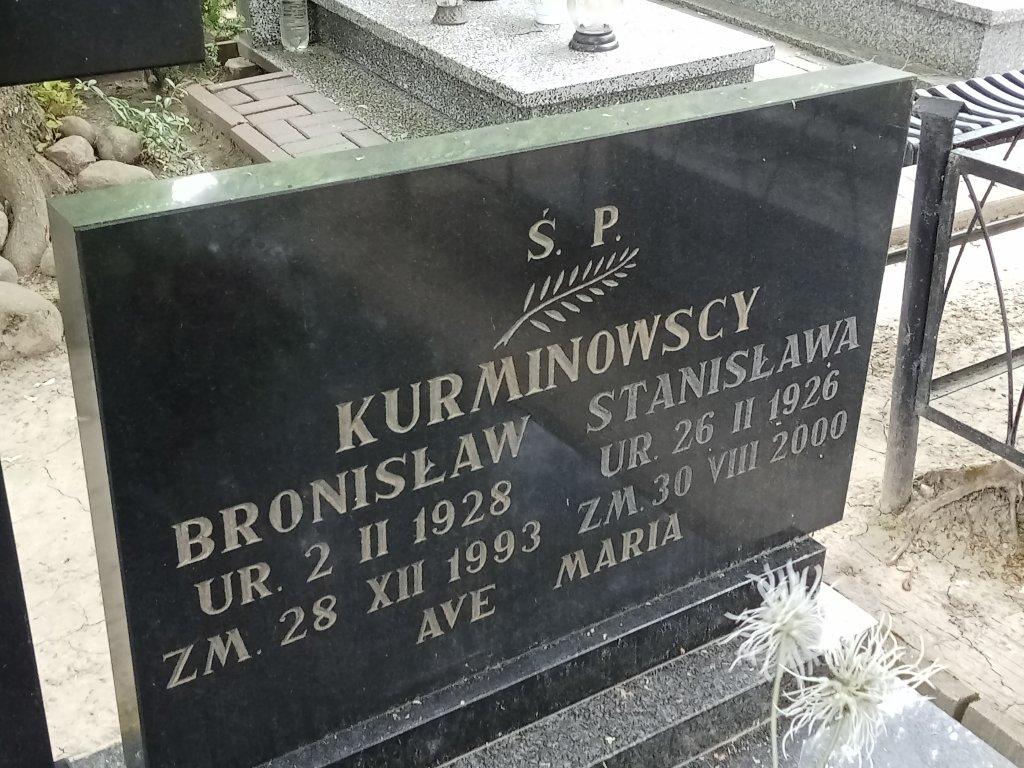 Ś. P.
KURMINOWSCY
BRONISŁAW STANISŁAWA
UR. 2 II 1928 UR. 26 II 1926
ZM. 28 XII 1993 ZM. 30 VIII 2000
AVE MARIA